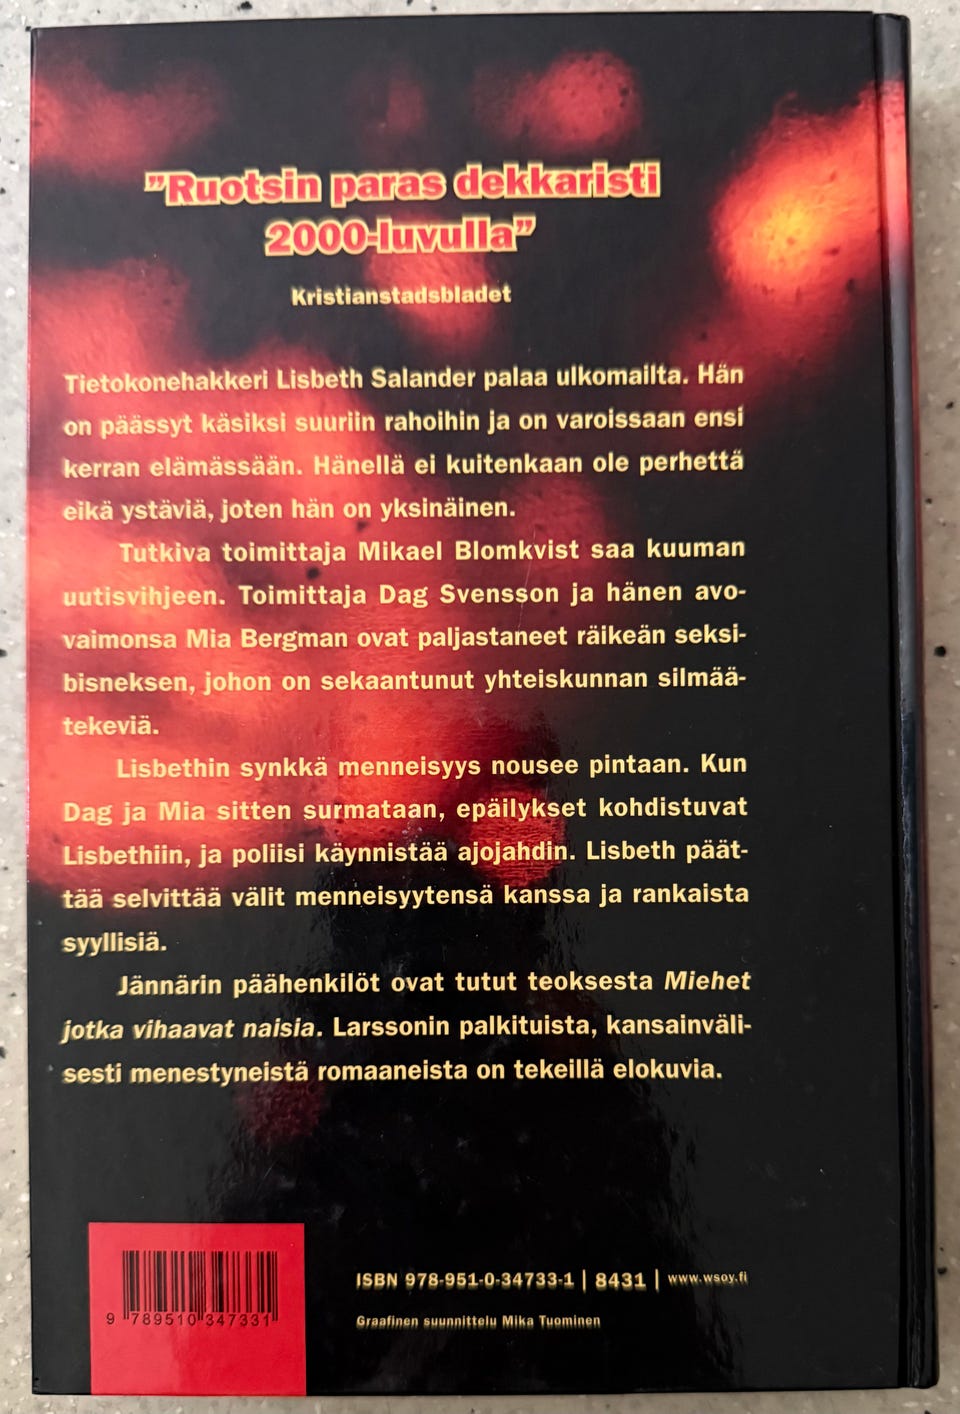 ”Ruotsin paras dekkaristi
2000-luvulla”
Kristianstadsbladet
Tietokonehakkeri Lisbeth Salander palaa ulkomailta. Hän
on päässyt käsiksi suuriin rahoihin ja on varoissaan ensi
kerran elämässään. Hänellä ei kuitenkaan ole perhettä
eikä ystäviä, joten hän on yksinäinen.
Tutkiva toimittaja Mikael Blomkvist saa kuuman
uutisvihjeen. Toimittaja Dag Svensson ja hänen avo-
vaimonsa Mia Bergman ovat paljastaneet räikeän seksi-
bisneksen, johon on sekaantunut yhteiskunnan silmää-
tekeviä.
Lisbethin synkkä menneisyys nousee pintaan. Kun
Dag ja Mia sitten surmataan, epäilykset kohdistuvat
Lisbethiin, ja poliisi käynnistää ajojahdin. Lisbeth päät-
tää selvittää välit menneisyytensä kanssa ja rankaista
syyllisiä.
Jännärin päähenkilöt ovat tutut teoksesta Miehet
jotka vihaavat naisia. Larssonin palkituista, kansainväli-
sesti menestyneistä romaaneista on tekeillä elokuvia.
ISBN 978-951-0-34733-1 | 8431 | www.wsoy.fi
Graafinen suunnittelu Mika Tuominen
9 789510 347331